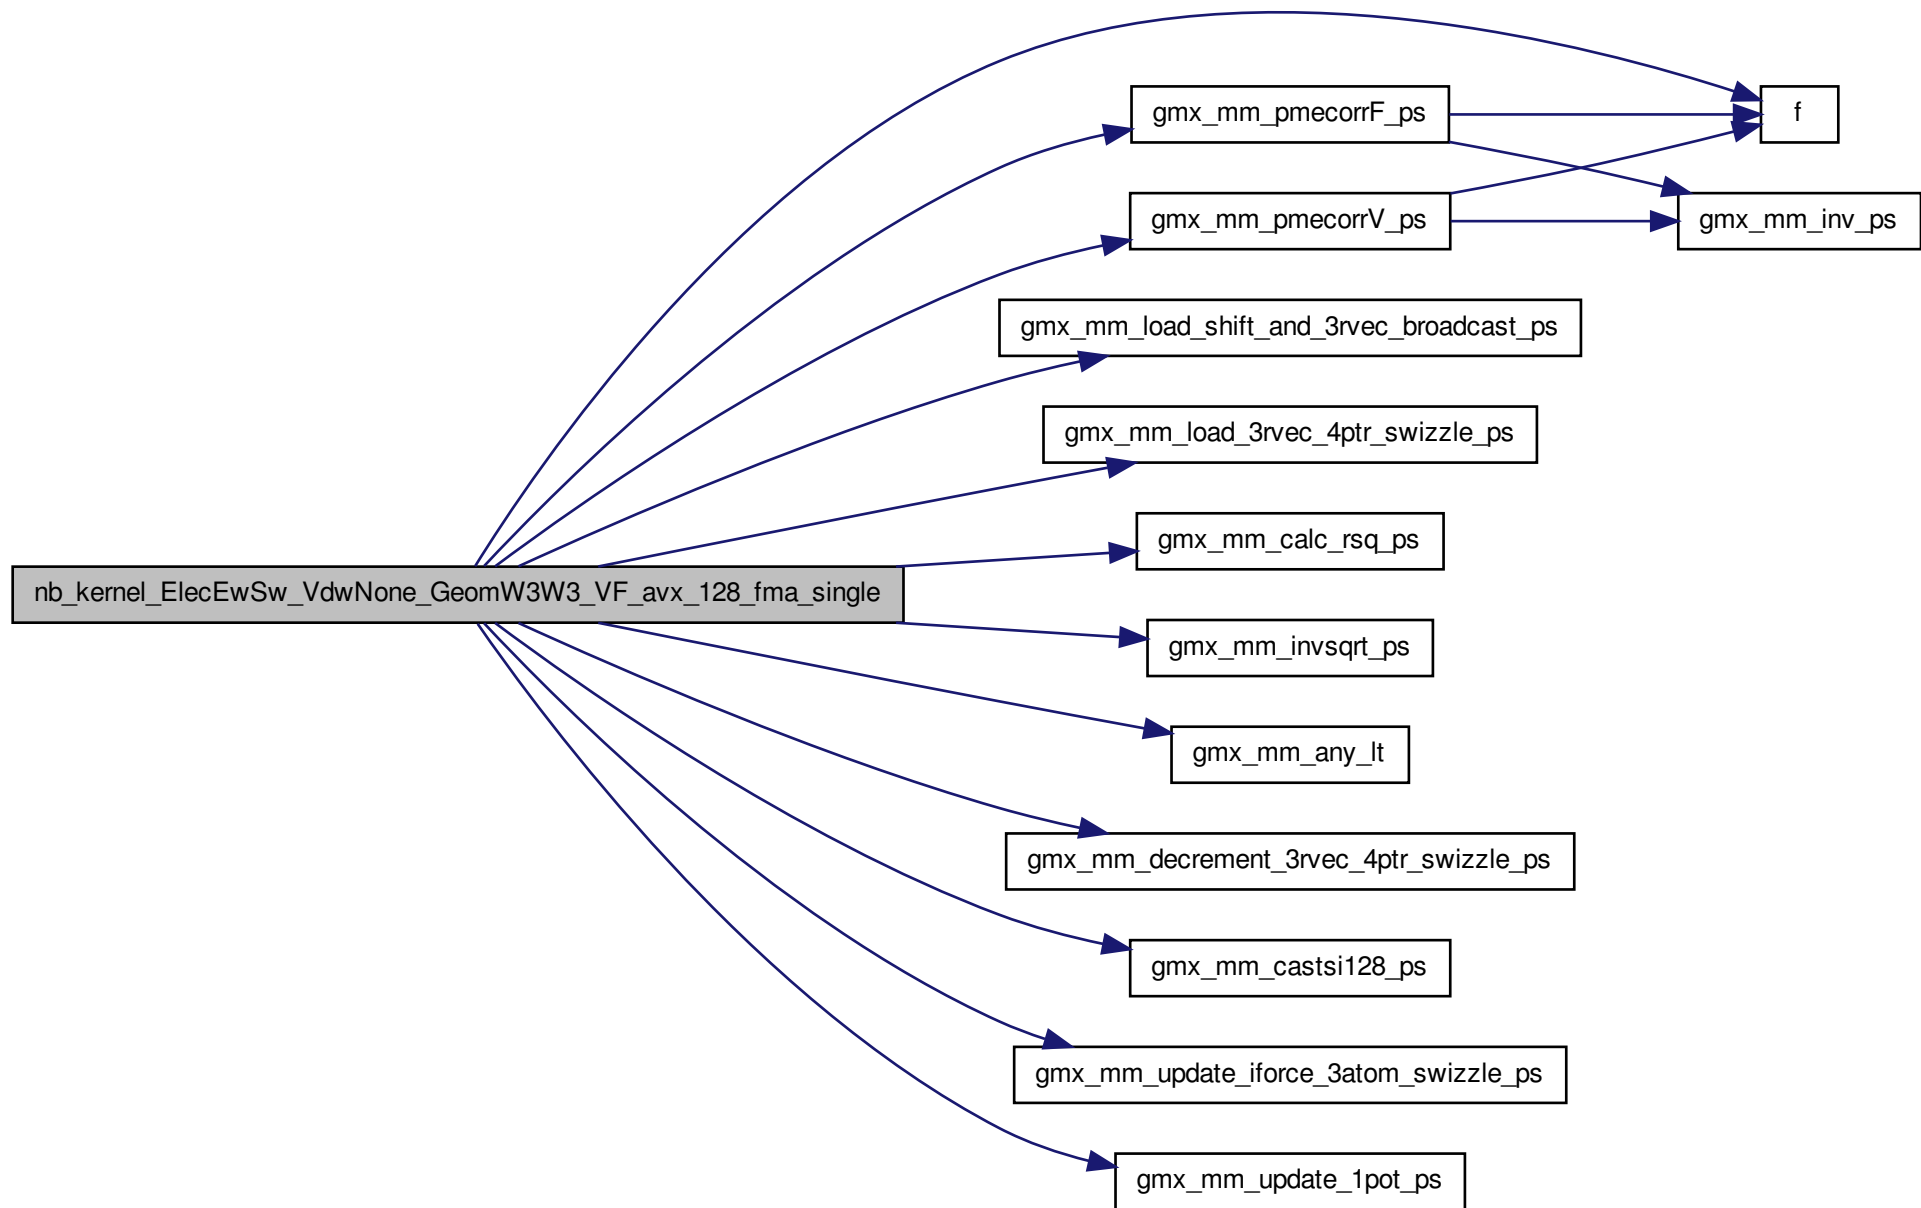 gmx_mm_pmecorrF_ps
f
gmx_mm_pmecorrV_ps
gmx_mm_inv_ps
gmx_mm_load_shift_and_3rvec_broadcast_ps
gmx_mm_load_3rvec_4ptr_swizzle_ps
gmx_mm_calc_rsq_ps
nb_kernel_ElecEwSw_VdwNone_GeomW3W3_VF_avx_128_fma_single
gmx_mm_invsqrt_ps
gmx_mm_any_lt
gmx_mm_decrement_3rvec_4ptr_swizzle_ps
gmx_mm_castsi128_ps
gmx_mm_update_iforce_3atom_swizzle_ps
gmx_mm_update_1pot_ps